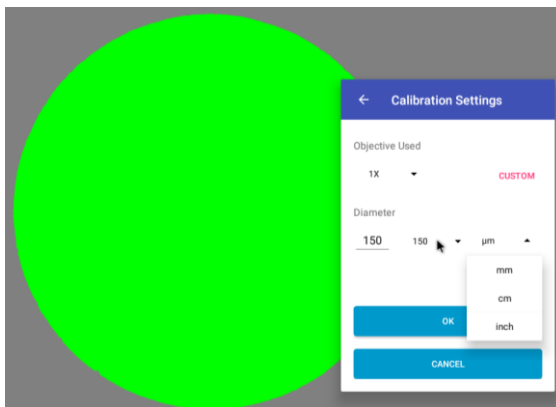 Calibration Settings
Objective Used
1X
CUSTOM
Diameter
150 150 µm
mm
cm
inch
OK
CANCEL